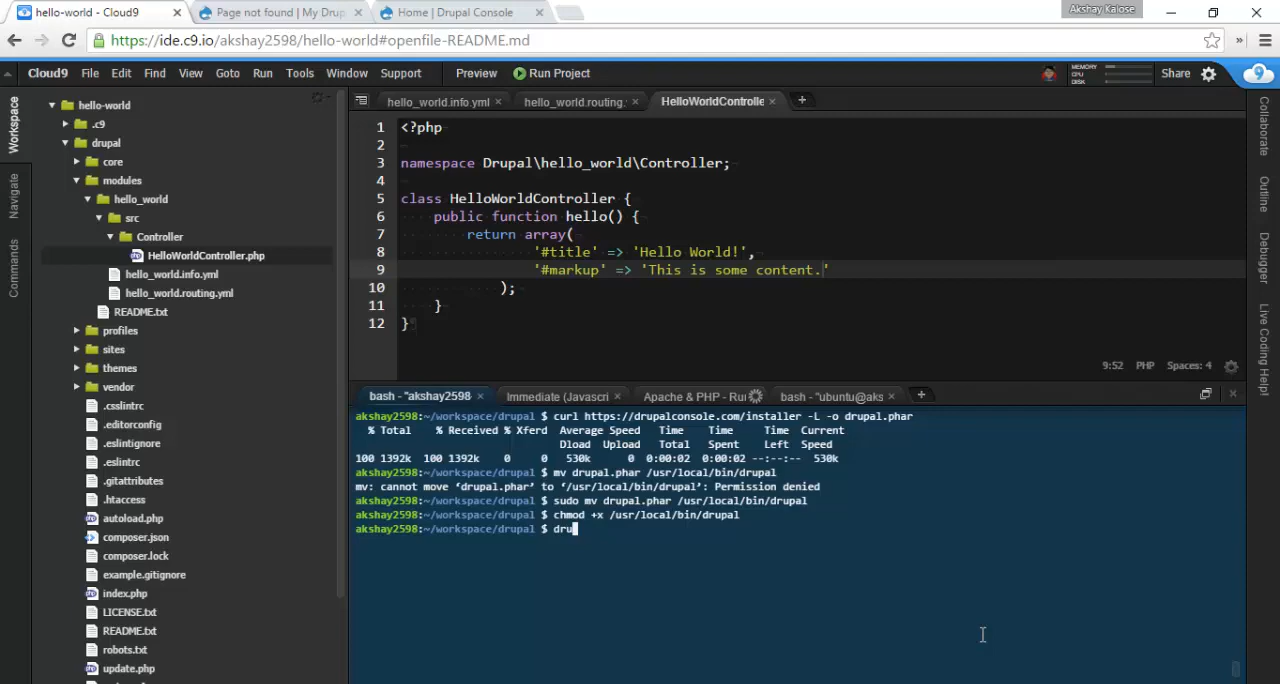 hello-world - Cloud9
Page not found | My Drup
Home | Drupal Console
Akshay Kalose
https://ide.c9.io/akshay2598/hello-world#openfile-README.md
Cloud9 File Edit Find View Goto Run Tools Window Support Preview Run Project
MEMORY
CPU
DISK
Share
Workspace
Navigate
Commands
hello-world
.c9
drupal
core
modules
hello_world
src
Controller
HelloWorldController.php
hello_world.info.yml
hello_world.routing.yml
README.txt
profiles
sites
themes
vendor
.csslintrc
.editorconfig
.eslintignore
.eslintrc
.gitattributes
.htaccess
autoload.php
composer.json
composer.lock
example.gitignore
index.php
LICENSE.txt
README.txt
robots.txt
update.php
hello_world.info.yml
hello_world.routing.
HelloWorldControlle
1 <?php
2
3 namespace Drupal\hello_world\Controller;
4
5 class HelloWorldController {
6 public function hello() {
7 return array(
8 '#title' => 'Hello World!',
9 '#markup' => 'This is some content.'
10 );
11 }
12 }
9:52 PHP Spaces: 4
bash - "akshay2598
Immediate (Javascri
Apache & PHP - Ru
bash - "ubuntu@aks
akshay2598:~/workspace/drupal $ curl https://drupalconsole.com/installer -L -o drupal.phar
% Total % Received % Xferd Average Speed Time Time Time Current
Dload Upload Total Spent Left Speed
100 1392k 100 1392k 0 0 530k 0 0:00:02 0:00:02 --:--:-- 530k
akshay2598:~/workspace/drupal $ mv drupal.phar /usr/local/bin/drupal
mv: cannot move ‘drupal.phar’ to ‘/usr/local/bin/drupal’: Permission denied
akshay2598:~/workspace/drupal $ sudo mv drupal.phar /usr/local/bin/drupal
akshay2598:~/workspace/drupal $ chmod +x /usr/local/bin/drupal
akshay2598:~/workspace/drupal $ dru
Collaborate
Outline
Debugger
Live Coding Help!